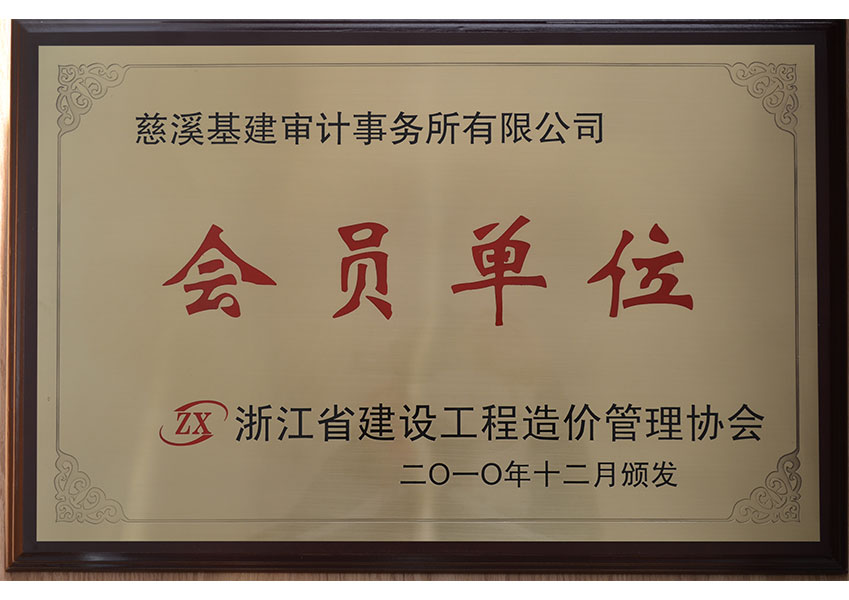 慈溪基建审计事务所有限公司
会员单位
ZX 浙江省建设工程造价管理协会
二〇一〇年十二月颁发